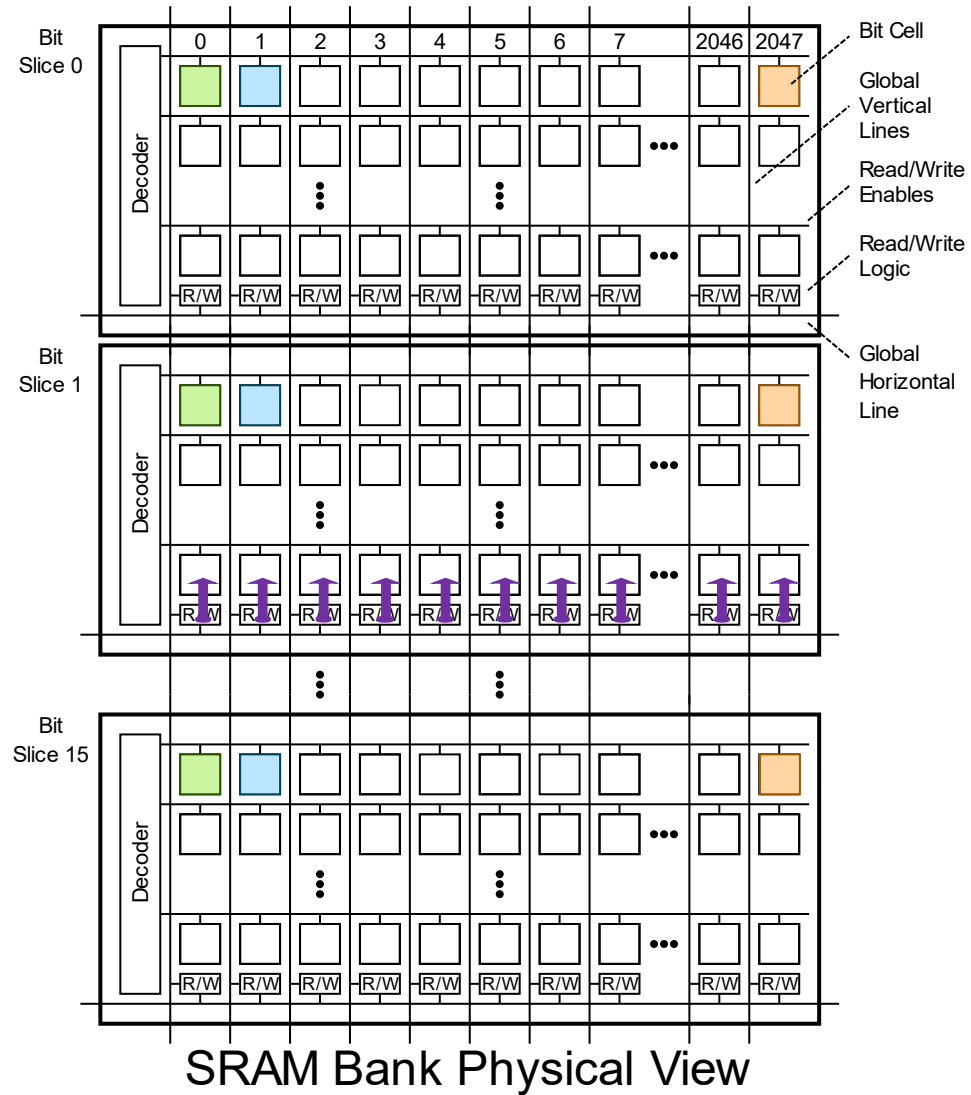 Bit
Slice 0
0 1 2 3 4 5 6 7 2046 2047
Decoder
R/W R/W R/W R/W R/W R/W R/W R/W R/W R/W
Bit Cell
Global
Vertical
Lines
Read/Write
Enables
Read/Write
Logic
Global
Horizontal
Line
Bit
Slice 1
Decoder
R/W R/W R/W R/W R/W R/W R/W R/W R/W R/W
Bit
Slice 15
Decoder
R/W R/W R/W R/W R/W R/W R/W R/W R/W R/W
SRAM Bank Physical View